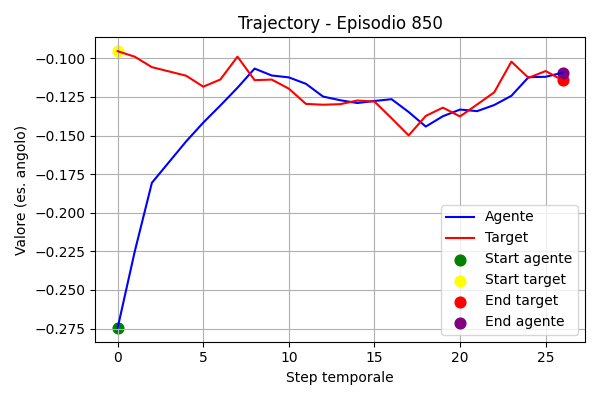 Trajectory - Episodio 850
Valore (es. angolo)
−0.100
−0.125
−0.150
−0.175
−0.200
−0.225
−0.250
−0.275
0
5
10
15
20
25
Step temporale
Agente
Target
Start agente
Start target
End target
End agente